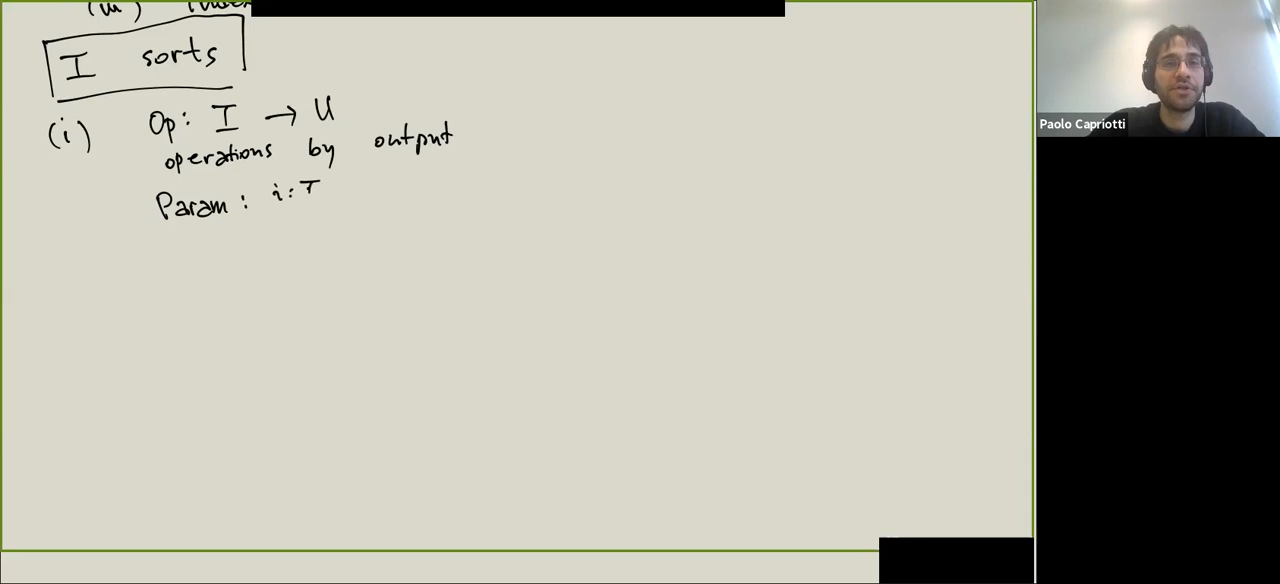 I sorts
(i) Op: I → U
operations by output
Param: i:I
Paolo Capriotti